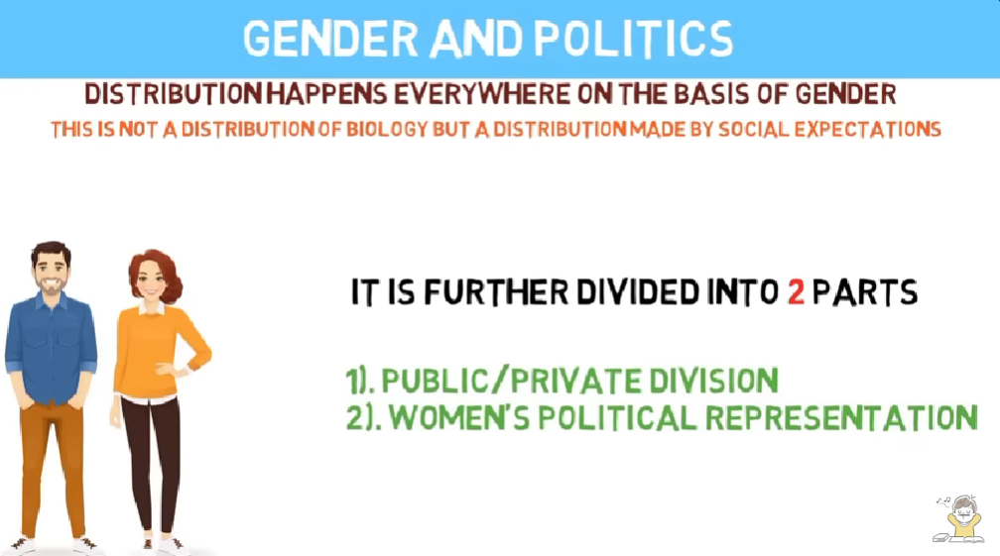 GENDER AND POLITICS
DISTRIBUTION HAPPENS EVERYWHERE ON THE BASIS OF GENDER
THIS IS NOT A DISTRIBUTION OF BIOLOGY BUT A DISTRIBUTION MADE BY SOCIAL EXPECTATIONS
IT IS FURTHER DIVIDED INTO 2 PARTS
1). PUBLIC/PRIVATE DIVISION
2). WOMEN'S POLITICAL REPRESENTATION